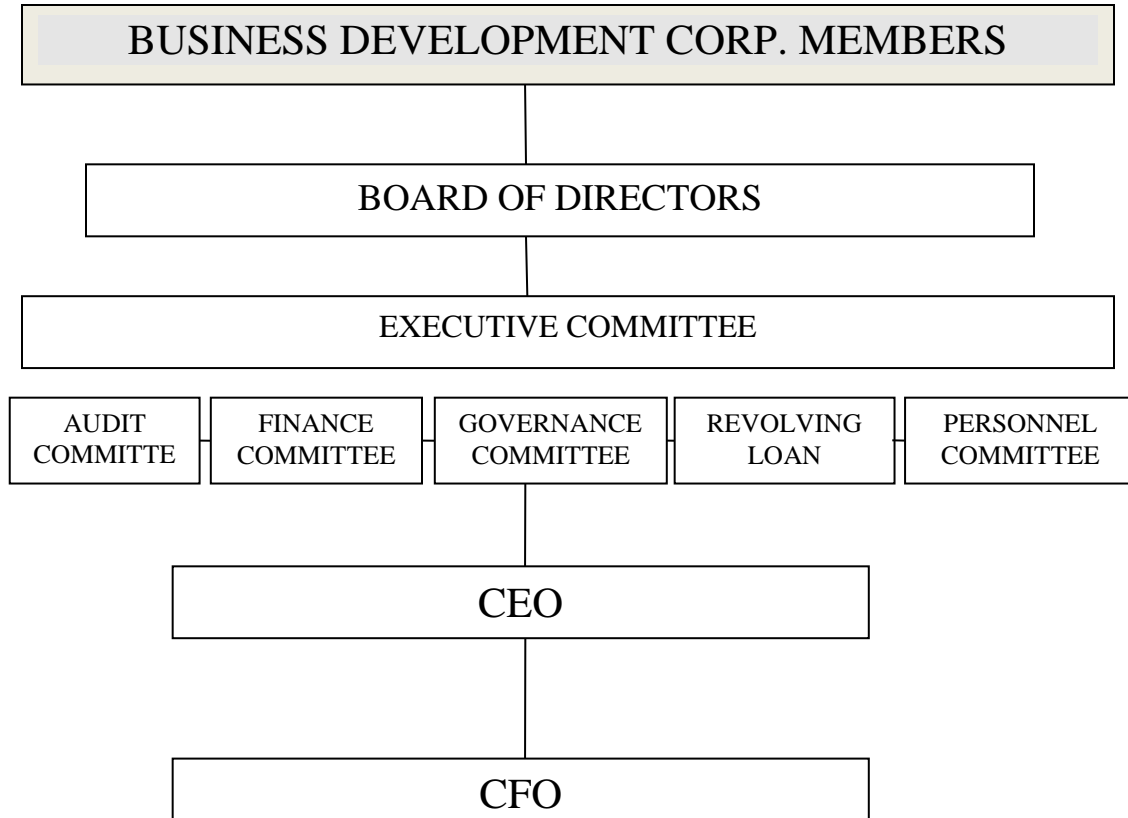 BUSINESS DEVELOPMENT CORP. MEMBERS
BOARD OF DIRECTORS
EXECUTIVE COMMITTEE
AUDIT
COMMITTE
FINANCE
COMMITTEE
GOVERNANCE
COMMITTEE
REVOLVING
LOAN
PERSONNEL
COMMITTEE
CEO
CFO